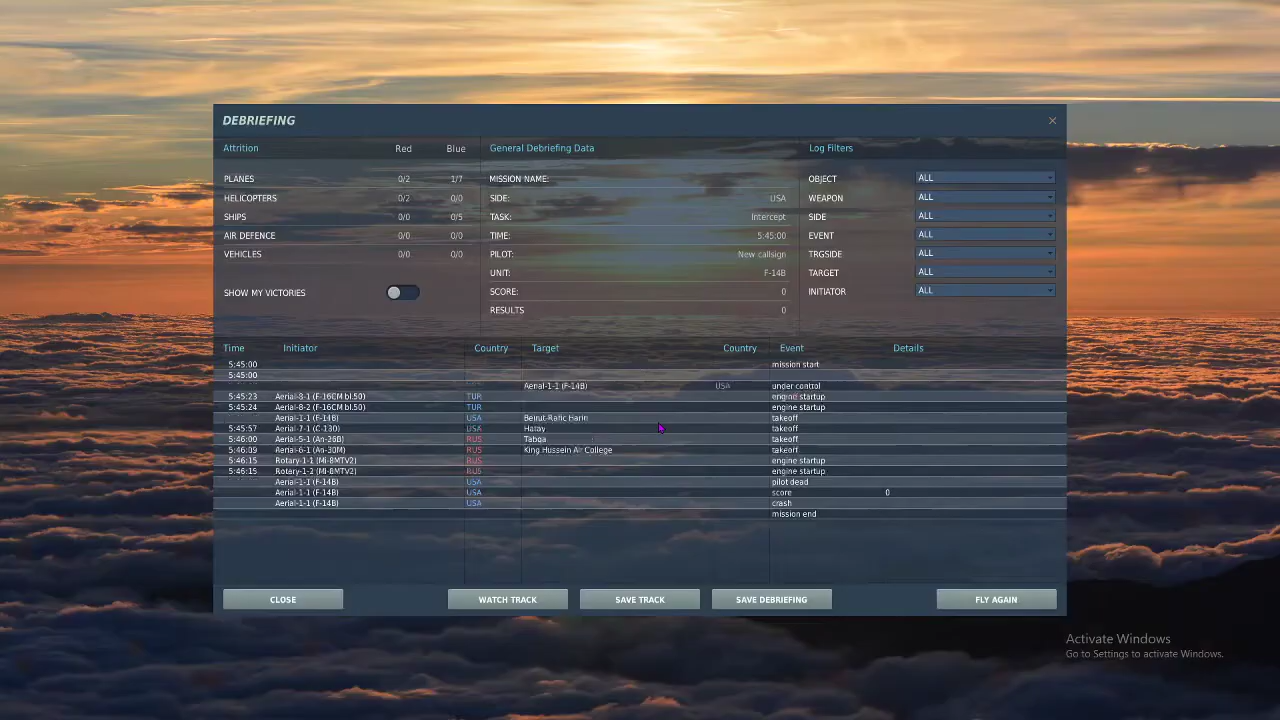 DEBRIEFING ×
Attrition Red Blue General Debriefing Data Log Filters
PLANES 0/2 1/7 MISSION NAME: OBJECT ALL
HELICOPTERS 0/2 0/0 SIDE: USA WEAPON ALL
SHIPS 0/0 0/5 TASK: Intercept SIDE ALL
AIR DEFENCE 0/0 0/0 TIME: 5:45:00 EVENT ALL
VEHICLES 0/0 0/0 PILOT: New callsign TRGSIDE ALL
UNIT: F-14B TARGET ALL
SHOW MY VICTORIES SCORE: 0 INITIATOR ALL
RESULTS 0
Time Initiator Country Target Country Event Details
5:45:00 mission start
5:45:00
Aerial-1-1 (F-14B) USA under control
5:45:23 Aerial-8-1 (F-16CM bl.50) TUR engine startup
5:45:24 Aerial-8-2 (F-16CM bl.50) TUR engine startup
Aerial-1-1 (F-14B) USA Beirut-Rafic Hariri takeoff
5:45:57 Aerial-7-1 (C-130) USA Hatay takeoff
5:46:00 Aerial-5-1 (An-26B) RUS Tabqa takeoff
5:46:09 Aerial-6-1 (An-30M) RUS King Hussein Air College takeoff
5:46:15 Rotary-1-1 (Mi-8MTV2) RUS engine startup
5:46:15 Rotary-1-2 (Mi-8MTV2) RUS engine startup
Aerial-1-1 (F-14B) USA pilot dead
Aerial-1-1 (F-14B) USA score 0
Aerial-1-1 (F-14B) USA crash
mission end
CLOSE WATCH TRACK SAVE TRACK SAVE DEBRIEFING FLY AGAIN
Activate Windows
Go to Settings to activate Windows.